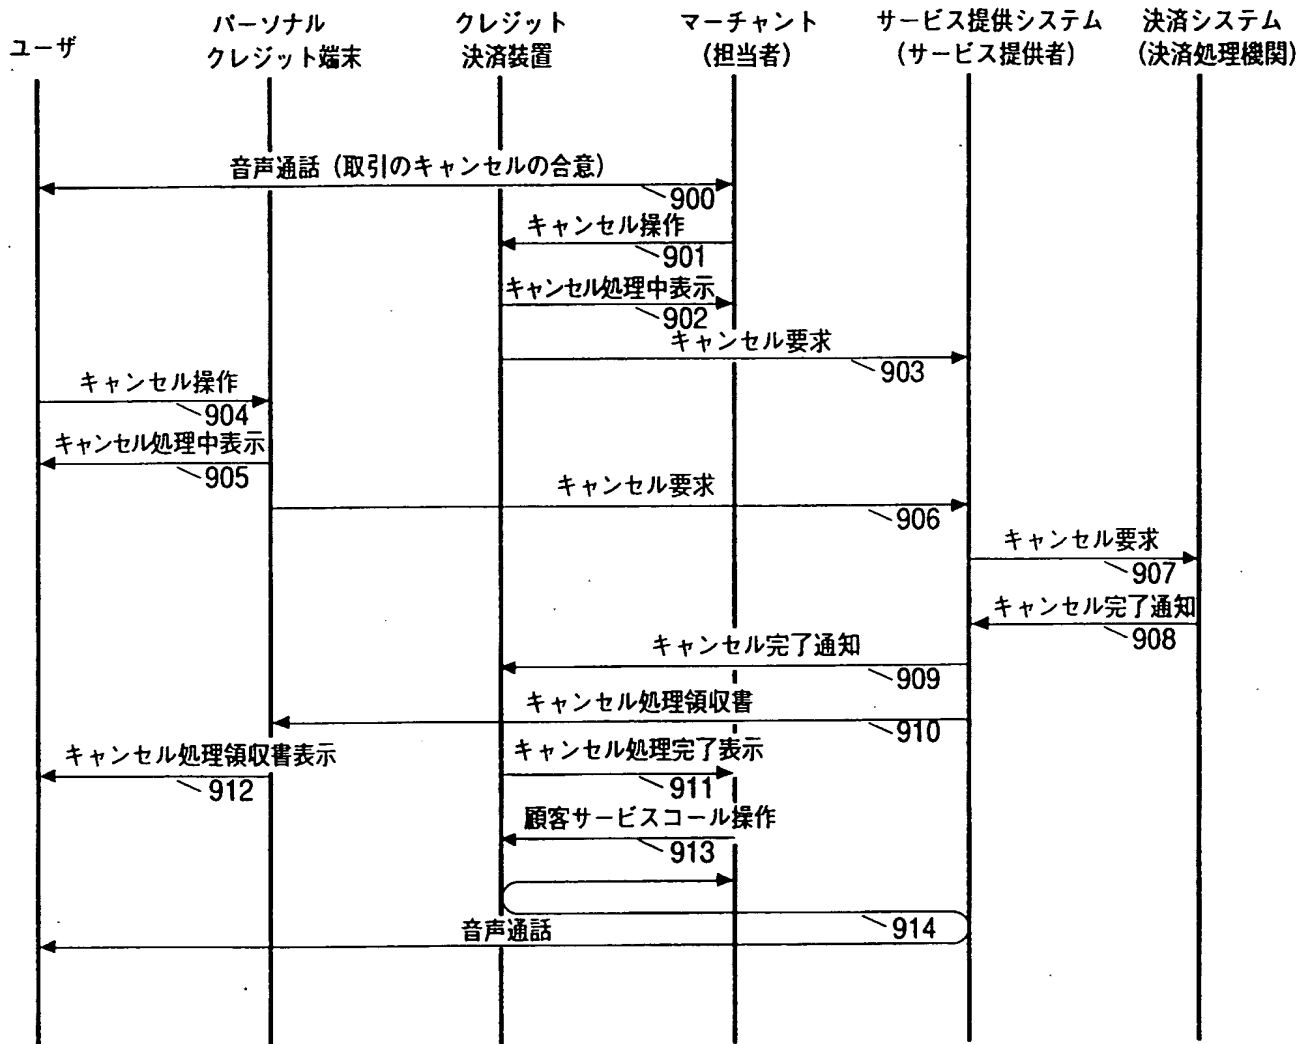 ユーザ
パーソナル
クレジット端末
クレジット
決済装置
マーチャント
(担当者)
サービス提供システム
(サービス提供者)
決済システム
(決済処理機関)
音声通話 (取引のキャンセルの合意)
900
キャンセル操作
901
キャンセル処理中表示
902
キャンセル要求
903
キャンセル操作
904
キャンセル処理中表示
905
キャンセル要求
906
キャンセル要求
907
キャンセル完了通知
908
キャンセル完了通知
909
キャンセル処理領収書
910
キャンセル処理完了表示
911
キャンセル処理領収書表示
912
顧客サービスコール操作
913
音声通話
914